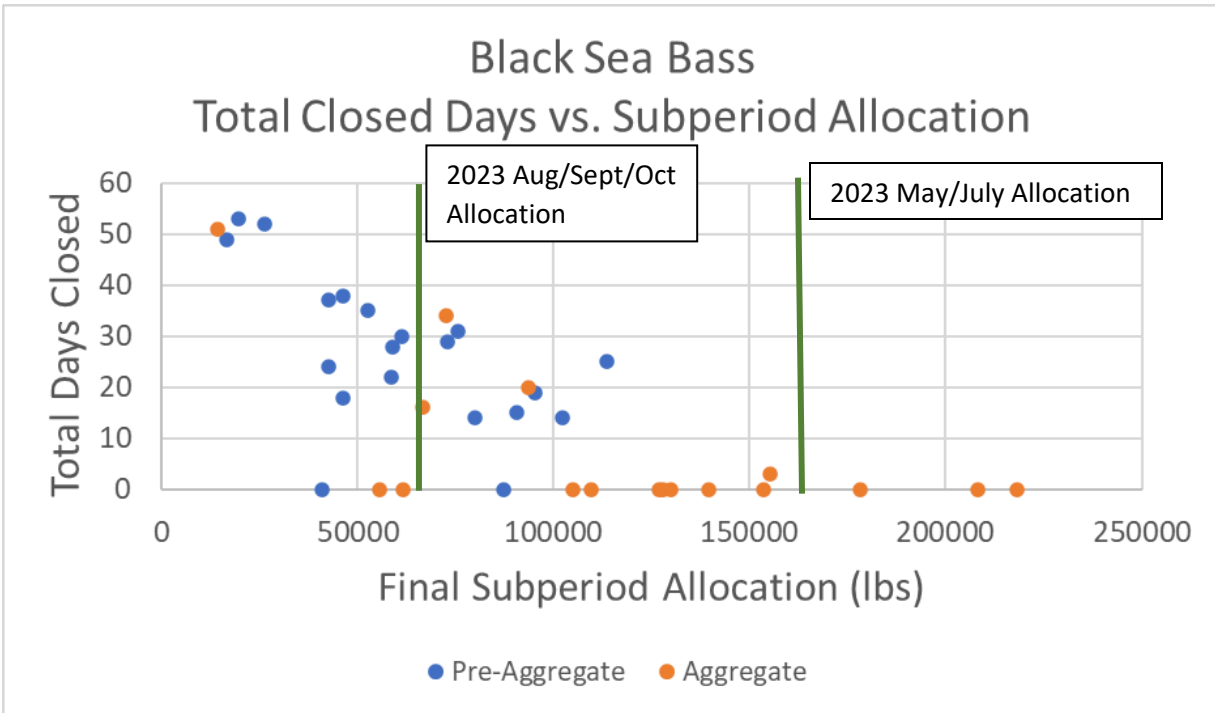 Black Sea Bass
Total Closed Days vs. Subperiod Allocation
2023 Aug/Sept/Oct
Allocation
2023 May/July Allocation
Total Days Closed
60
50
40
30
20
10
0
0
50000
100000
150000
200000
250000
Final Subperiod Allocation (lbs)
Pre-Aggregate
Aggregate